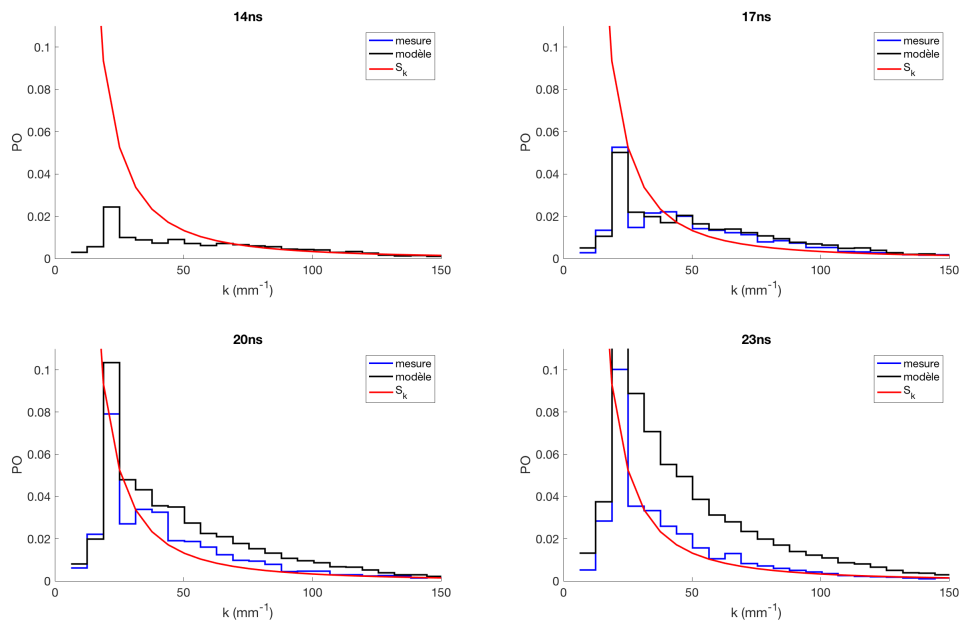 14ns
0.1
0.08
0.06
0.04
0.02
0
PO
0 50 100 150
k (mm⁻¹)
mesure
modèle
S_k
17ns
0.1
0.08
0.06
0.04
0.02
0
PO
0 50 100 150
k (mm⁻¹)
mesure
modèle
S_k
20ns
0.1
0.08
0.06
0.04
0.02
0
PO
0 50 100 150
k (mm⁻¹)
mesure
modèle
S_k
23ns
0.1
0.08
0.06
0.04
0.02
0
PO
0 50 100 150
k (mm⁻¹)
mesure
modèle
S_k